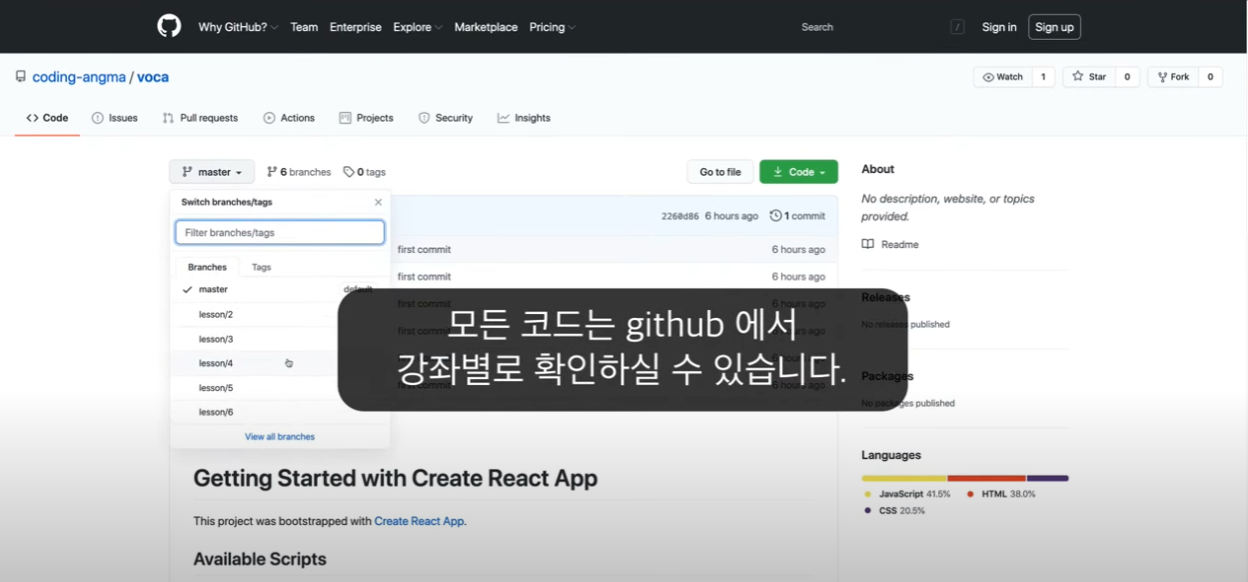 Why GitHub? Team Enterprise Explore Marketplace Pricing Search / Sign in Sign up
coding-angma / voca Watch 1 Star 0 Fork 0
Code Issues Pull requests Actions Projects Security Insights
master 6 branches 0 tags Go to file Code
Switch branches/tags
Filter branches/tags
Branches Tags
master default
lesson/2
lesson/3
lesson/4
lesson/5
lesson/6
View all branches
2260d86 6 hours ago 1 commit
first commit 6 hours ago
first commit 6 hours ago
first commit 6 hours ago
모든 코드는 github 에서
강좌별로 확인하실 수 있습니다.
About
No description, website, or topics
provided.
Readme
Releases
No releases published
Packages
No packages published
Languages
JavaScript 41.5% HTML 38.0%
CSS 20.5%
Getting Started with Create React App
This project was bootstrapped with Create React App.
Available Scripts